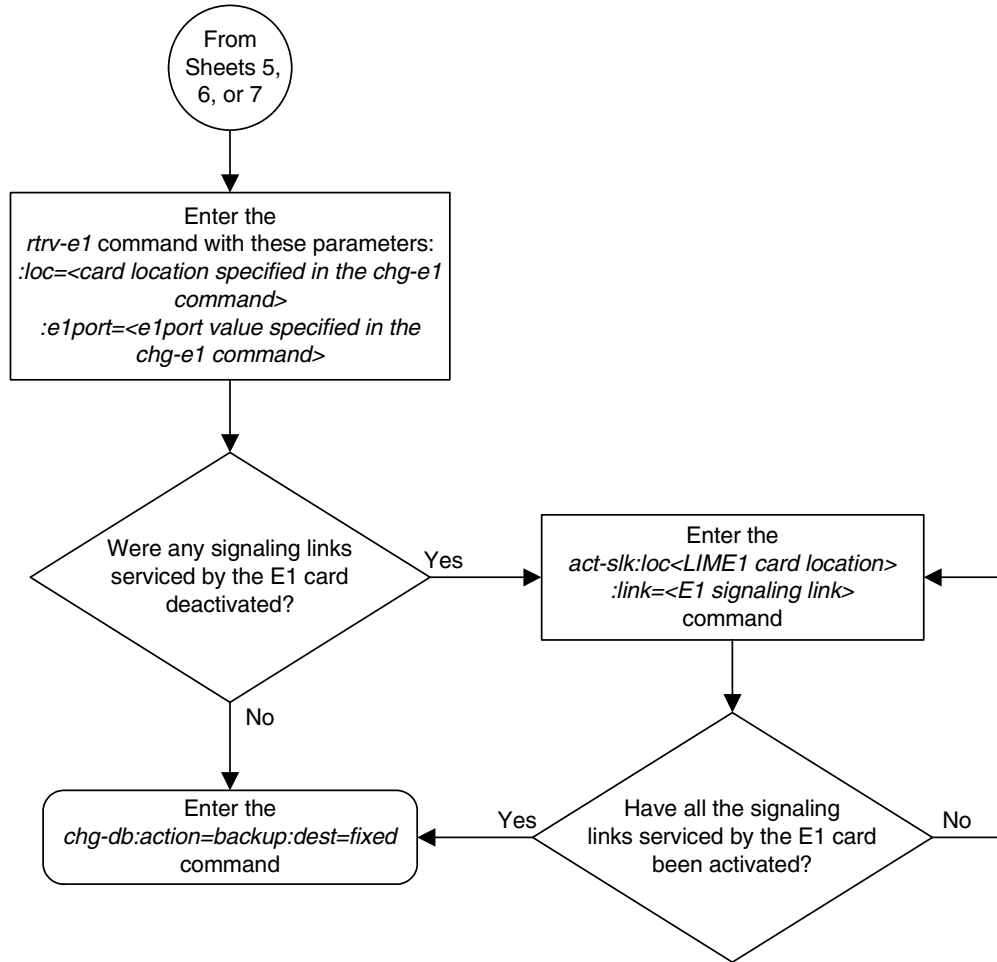 From
Sheets 5,
6, or 7
Enter the
rtrv-e1 command with these parameters:
:loc=<card location specified in the chg-e1
command>
:e1port=<e1port value specified in the
chg-e1 command>
Were any signaling links
serviced by the E1 card
deactivated?
Yes
No
Enter the
act-slk:loc<LIME1 card location>
:link=<E1 signaling link>
command
Have all the signaling
links serviced by the E1 card
been activated?
Yes
No
Enter the
chg-db:action=backup:dest=fixed
command